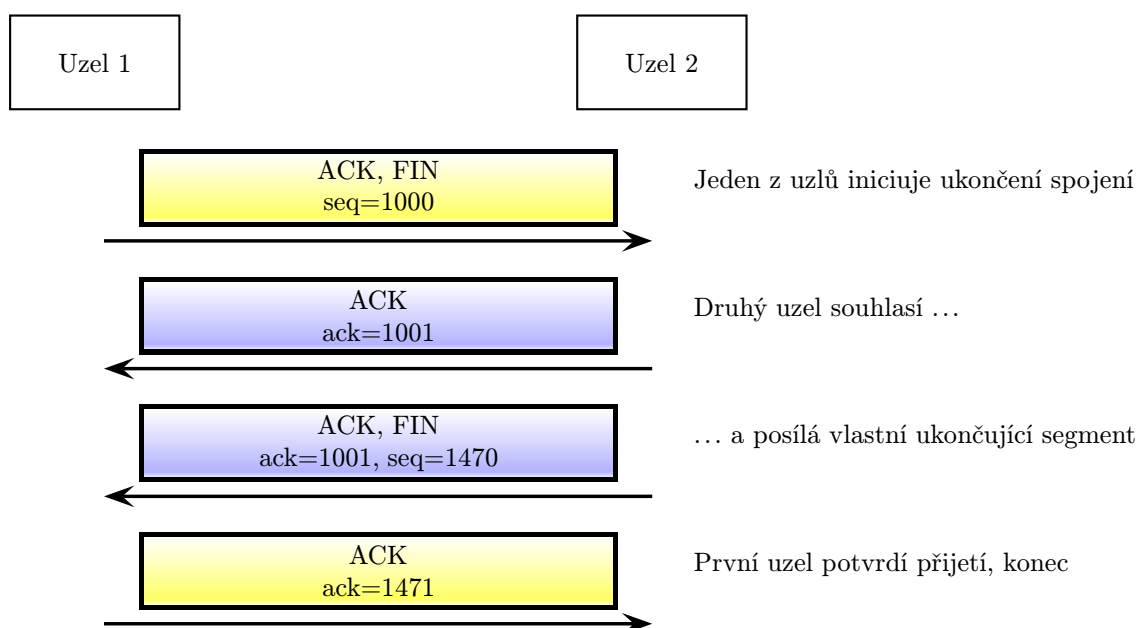 Uzel 1
Uzel 2
ACK, FIN
seq=1000
Jeden z uzlů iniciuje ukončení spojení
ACK
ack=1001
Druhý uzel souhlasí …
ACK, FIN
ack=1001, seq=1470
… a posílá vlastní ukončující segment
ACK
ack=1471
První uzel potvrdí přijetí, konec